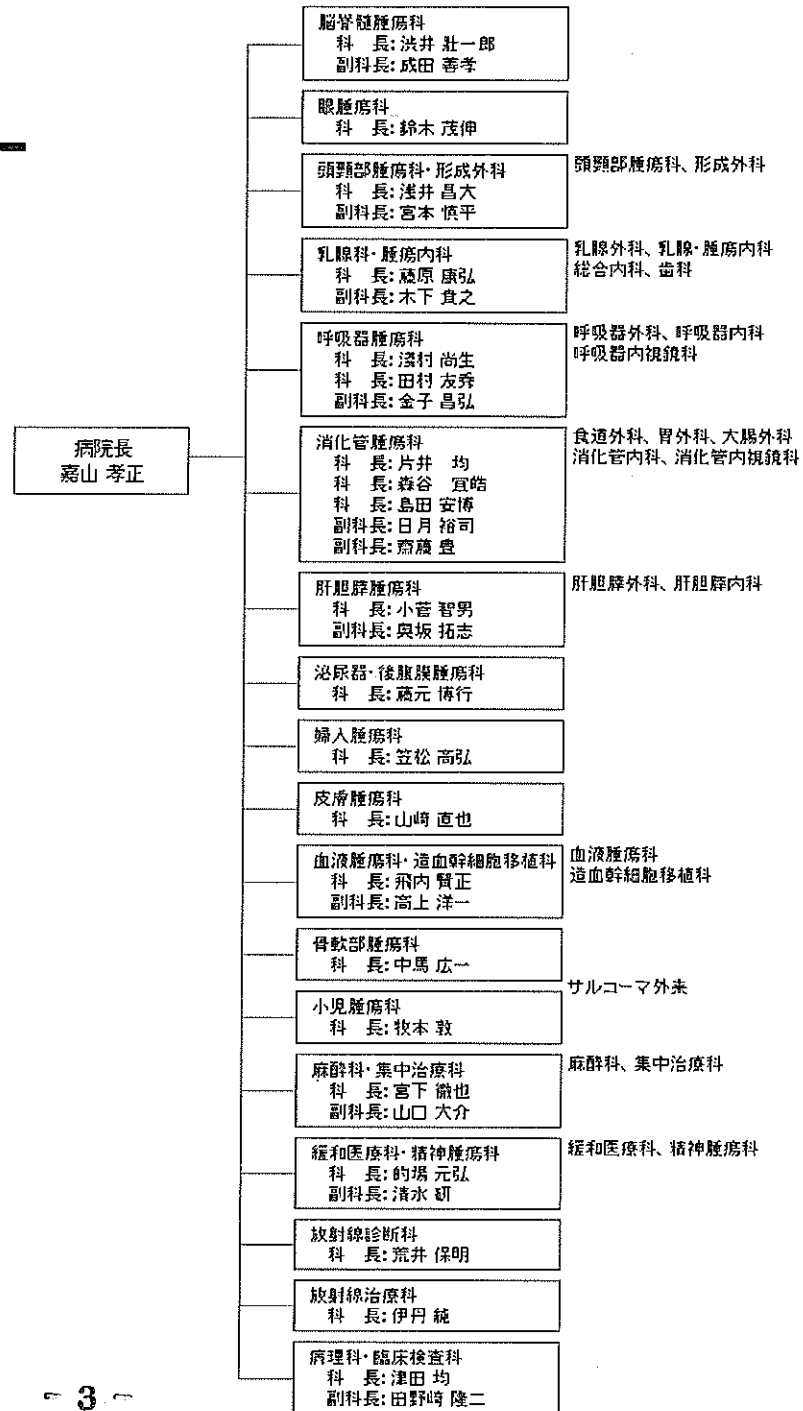 脳脊髄腫瘍科
科　長: 渋井 壮一郎
副科長: 成田 善孝
眼腫瘍科
科　長: 鈴木 茂伸
頭頸部腫瘍科・形成外科
科　長: 浅井 昌大
副科長: 宮本 慎平
頭頸部腫瘍科、形成外科
乳腺科・腫瘍内科
科　長: 藤原 康弘
副科長: 木下 貴之
乳腺外科、乳腺・腫瘍内科
総合内科、歯科
呼吸器腫瘍科
科　長: 淺村 尚生
科　長: 田村 友秀
副科長: 金子 昌弘
呼吸器外科、呼吸器内科
呼吸器内視鏡科
病院長
嘉山 孝正
消化管腫瘍科
科　長: 片井　均
科　長: 森谷　宜皓
科　長: 島田 安博
副科長: 日月 裕司
副科長: 斎藤 豊
食道外科、胃外科、大腸外科
消化管内科、消化管内視鏡科
肝胆膵腫瘍科
科　長: 小菅 智男
副科長: 奥坂 拓志
肝胆膵外科、肝胆膵内科
泌尿器・後腹膜腫瘍科
科　長: 藤元 博行
婦人腫瘍科
科　長: 笠松 高弘
皮膚腫瘍科
科　長: 山崎 直也
血液腫瘍科・造血幹細胞移植科
科　長: 飛内 賢正
副科長: 高上 洋一
血液腫瘍科
造血幹細胞移植科
骨軟部腫瘍科
科　長: 中馬 広一
サルコーマ外来
小児腫瘍科
科　長: 牧本 敦
麻酔科・集中治療科
科　長: 宮下 徹也
副科長: 山口 大介
麻酔科、集中治療科
緩和医療科・精神腫瘍科
科　長: 的場 元弘
副科長: 清水 研
緩和医療科、精神腫瘍科
放射線診断科
科　長: 荒井 保明
放射線治療科
科　長: 伊丹 純
病理科・臨床検査科
科　長: 津田 均
副科長: 田野崎 隆二
- 3 -